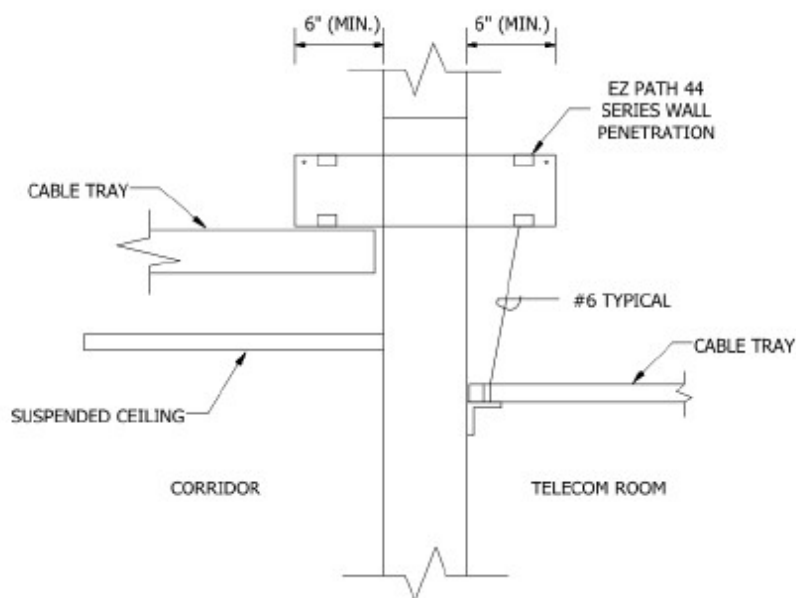 6" (MIN.)
6" (MIN.)
EZ PATH 44
SERIES WALL
PENETRATION
CABLE TRAY
#6 TYPICAL
CABLE TRAY
SUSPENDED CEILING
CORRIDOR
TELECOM ROOM